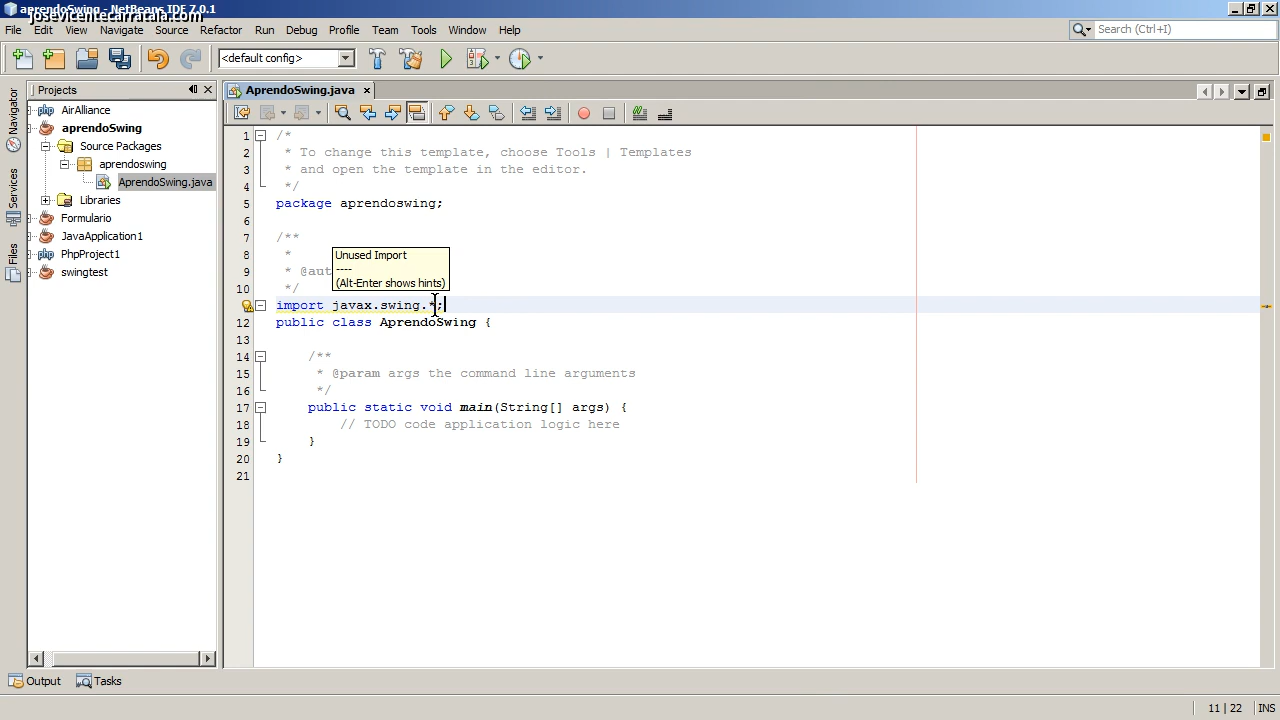 aprendoSwing - NetBeans IDE 7.0.1
josevicentecarratala.com
File Edit View Navigate Source Refactor Run Debug Profile Team Tools Window Help
Search (Ctrl+I)
<default config>
Projects
AprendoSwing.java
Navigator
Services
Files
AirAlliance
aprendoSwing
Source Packages
aprendoswing
AprendoSwing.java
Libraries
Formulario
JavaApplication1
PhpProject1
swingtest
1 /*
2 * To change this template, choose Tools | Templates
3 * and open the template in the editor.
4 */
5 package aprendoswing;
6
7 /**
8 *
9 * @aut
10 */
import javax.swing.*;
12 public class AprendoSwing {
13
14 /**
15 * @param args the command line arguments
16 */
17 public static void main(String[] args) {
18 // TODO code application logic here
19 }
20 }
21
Unused Import
----
(Alt-Enter shows hints)
Output Tasks
11 | 22 INS